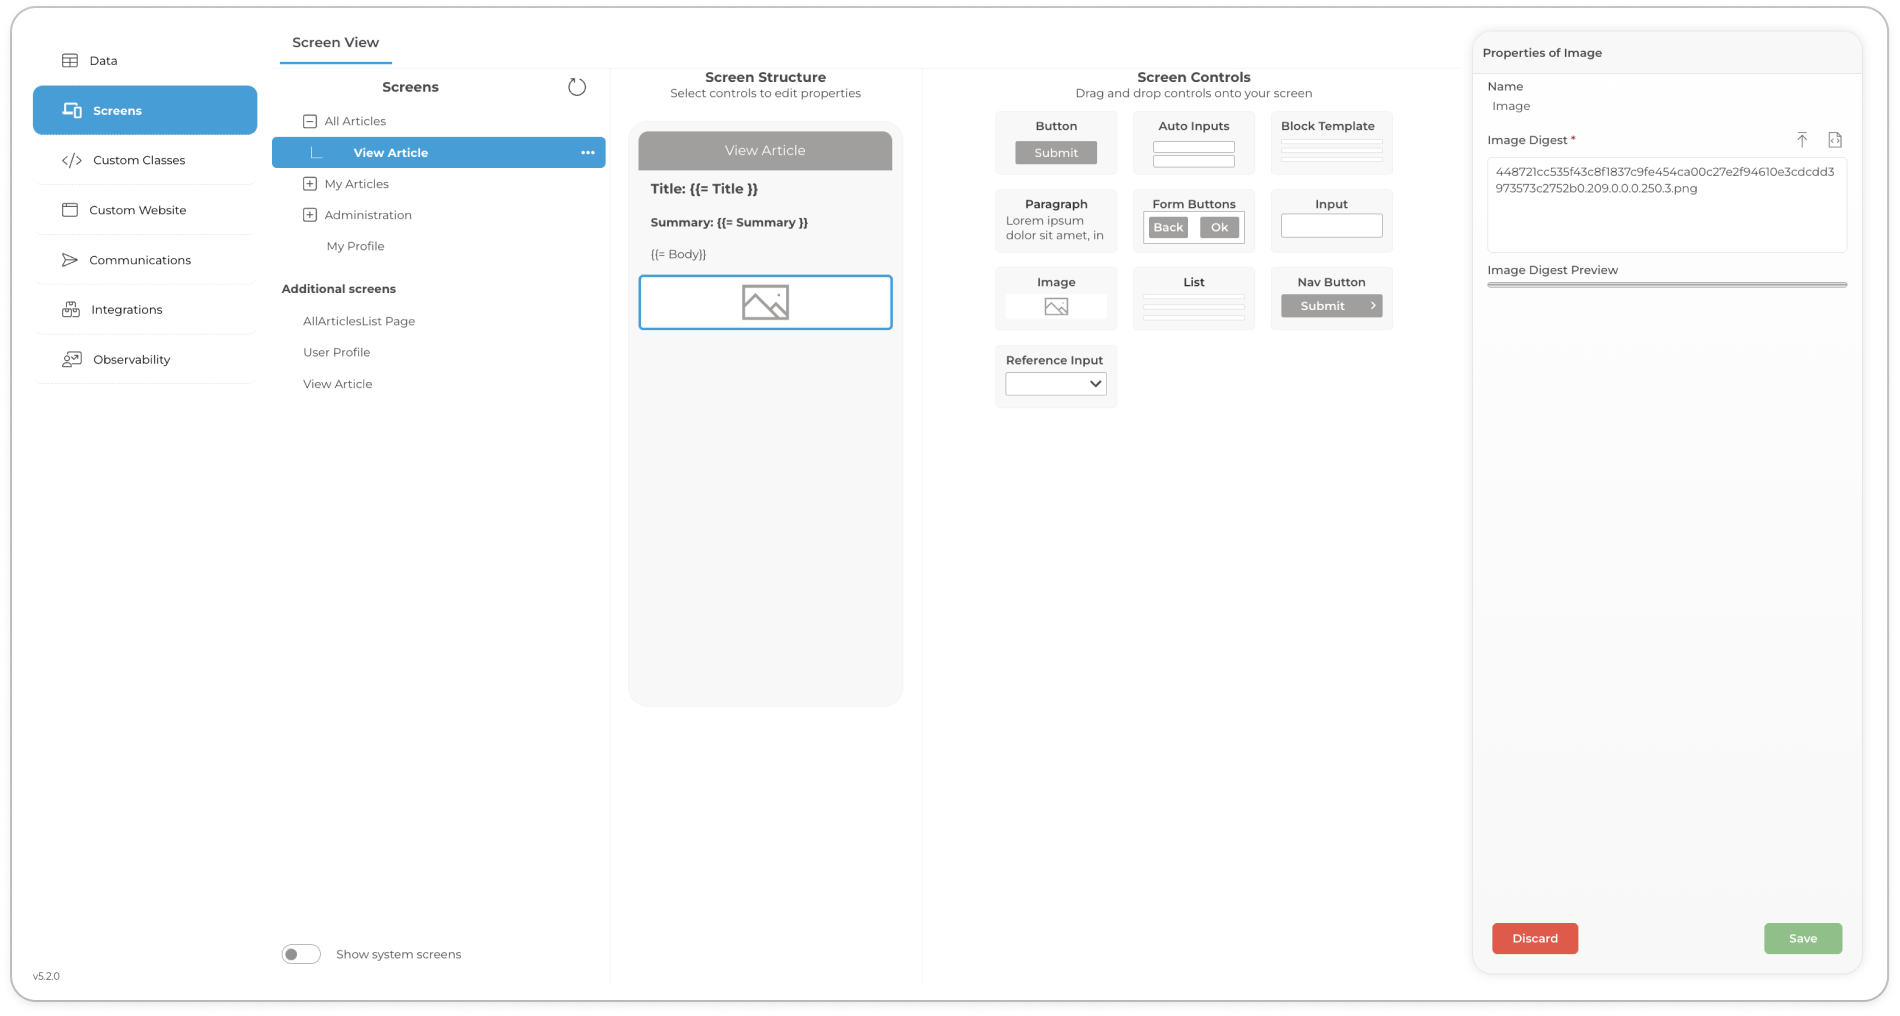 Data
Screens
Custom Classes
Custom Website
Communications
Integrations
Observability
v5.2.0
Screen View
Screens
All Articles
View Article
My Articles
Administration
My Profile
Additional screens
AllArticlesList Page
User Profile
View Article
Show system screens
Screen Structure
Select controls to edit properties
View Article
Title: {{= Title }}
Summary: {{= Summary }}
{{= Body}}
Screen Controls
Drag and drop controls onto your screen
Button
Submit
Auto Inputs
Block Template
Paragraph
Lorem ipsum
dolor sit amet, in
Form Buttons
Back Ok
Input
Image
List
Nav Button
Submit
Reference Input
Properties of Image
Name
Image
Image Digest *
448721cc535f43c8f1837c9fe454ca00c27e2f94610e3cdcdd3
973573c2752b0.209.0.0.0.250.3.png
Image Digest Preview
Discard
Save